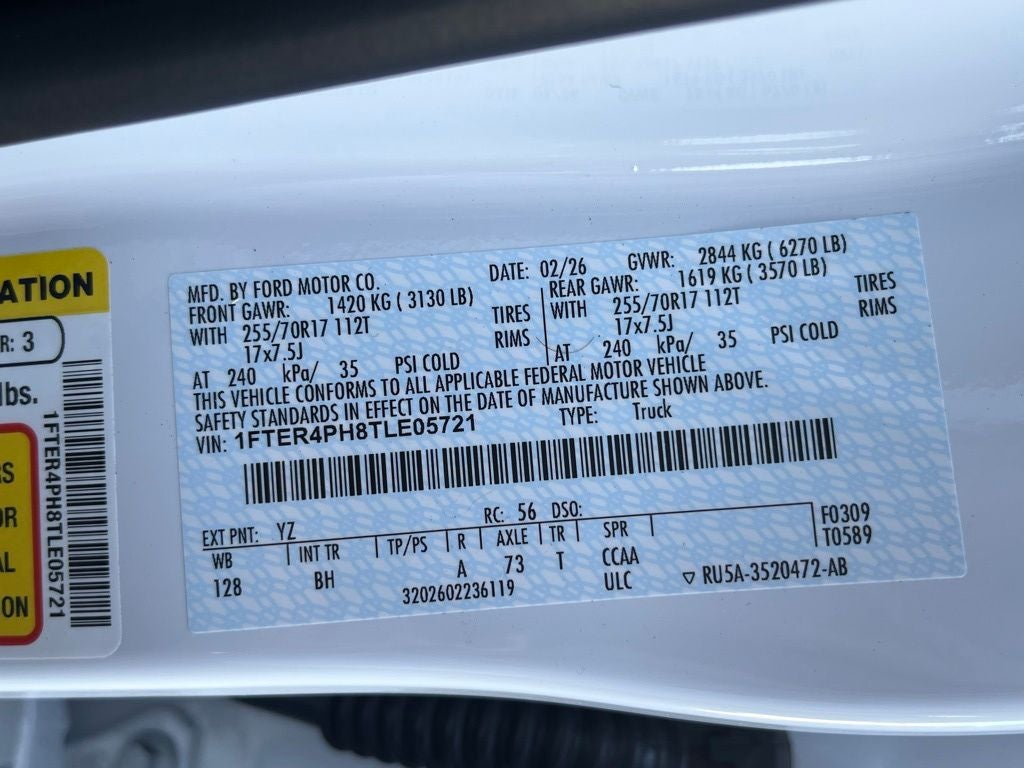 ATION
R: 3
lbs.
RS
OR
AL
ON
1FTER4PH8TLE05721
MFD. BY FORD MOTOR CO. DATE: 02/26 GVWR: 2844 KG ( 6270 LB)
FRONT GAWR: 1420 KG ( 3130 LB) REAR GAWR: 1619 KG ( 3570 LB)
WITH 255/70R17 112T TIRES WITH 255/70R17 112T TIRES
17x7.5J RIMS 17x7.5J RIMS
AT 240 kPa/ 35 PSI COLD AT 240 kPa/ 35 PSI COLD
THIS VEHICLE CONFORMS TO ALL APPLICABLE FEDERAL MOTOR VEHICLE
SAFETY STANDARDS IN EFFECT ON THE DATE OF MANUFACTURE SHOWN ABOVE.
VIN: 1FTER4PH8TLE05721 TYPE: Truck
EXT PNT: YZ RC: 56 DSO: F0309
WB INT TR TP/PS R AXLE TR SPR T0589
128 BH A 73 T CCAA
3202602236119 ULC RU5A-3520472-AB